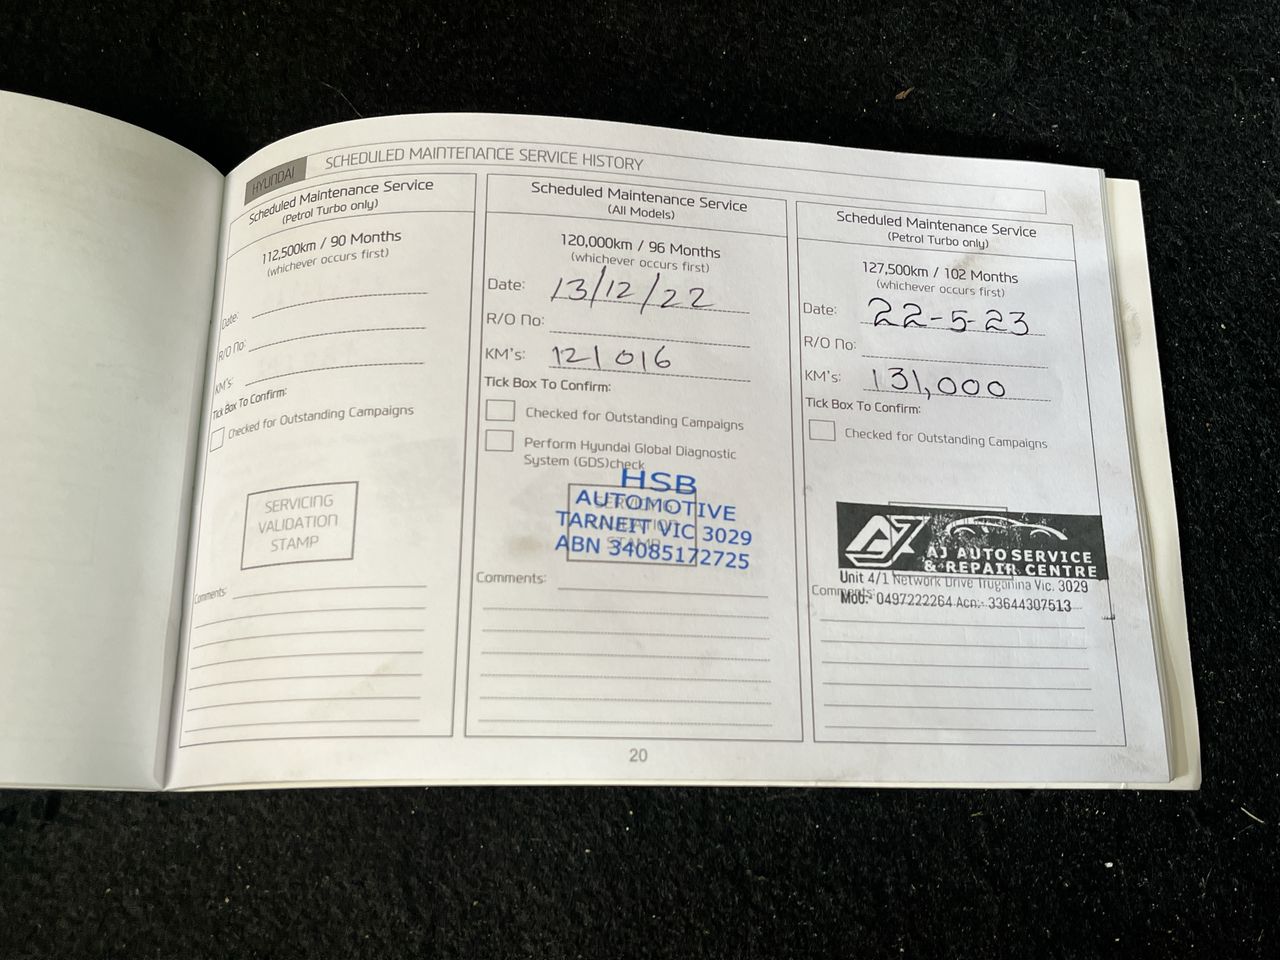 HYUNDAI
SCHEDULED MAINTENANCE SERVICE HISTORY
Scheduled Maintenance Service
(Petrol Turbo only)
112,500km / 90 Months
(whichever occurs first)
Date:
R/O No:
KM's:
Tick Box To Confirm:
Checked for Outstanding Campaigns
SERVICING
VALIDATION
STAMP
Comments:
Scheduled Maintenance Service
(All Models)
120,000km / 96 Months
(whichever occurs first)
Date: 13/12/22
R/O No:
KM's: 121016
Tick Box To Confirm:
Checked for Outstanding Campaigns
Perform Hyundai Global Diagnostic
System (GDS)check
HSB
AUTOMOTIVE
TARNEIT VIC 3029
ABN 34085172725
SERVICING
VALIDATION
STAMP
Comments:
Scheduled Maintenance Service
(Petrol Turbo only)
127,500km / 102 Months
(whichever occurs first)
Date: 22-5-23
R/O No:
KM's: 131,000
Tick Box To Confirm:
Checked for Outstanding Campaigns
AJ AUTO SERVICE
& REPAIR CENTRE
Unit 4/1 Network Drive Truganina Vic. 3029
Comments:
Mob:- 0497222264 Acn:- 33644307513
20